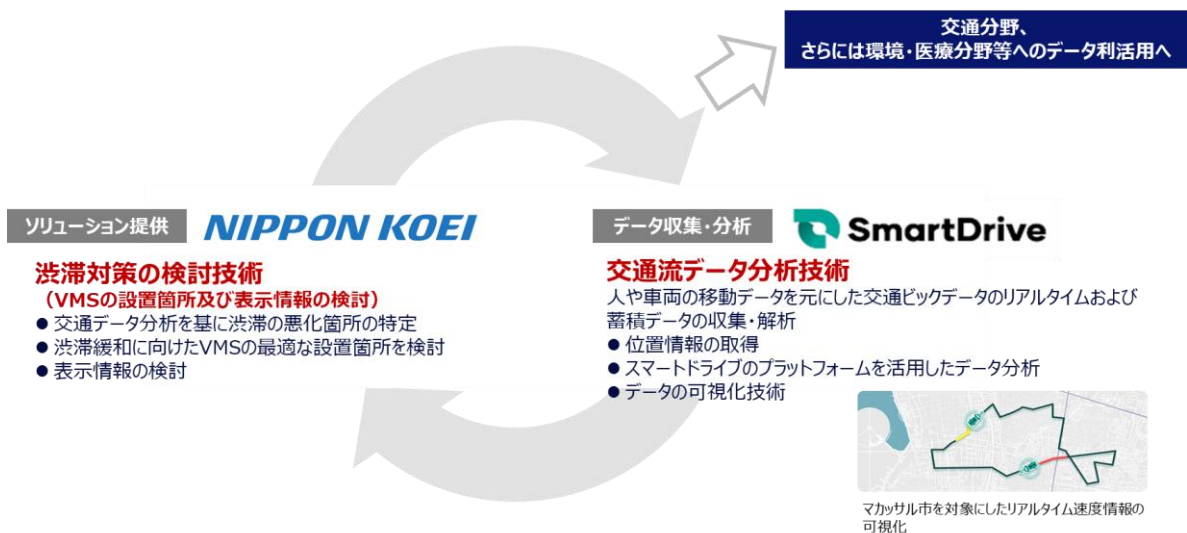 交通分野、
さらには環境・医療分野等へのデータ利活用へ
ソリューション提供
NIPPON KOEI
渋滞対策の検討技術
（VMSの設置箇所及び表示情報の検討）
● 交通データ分析を基に渋滞の悪化箇所の特定
● 渋滞緩和に向けたVMSの最適な設置箇所を検討
● 表示情報の検討
データ収集・分析
SmartDrive
交通流データ分析技術
人や車両の移動データを元にした交通ビックデータのリアルタイムおよび
蓄積データの収集・解析
● 位置情報の取得
● スマートドライブのプラットフォームを活用したデータ分析
● データの可視化技術
マカッサル市を対象にしたリアルタイム速度情報の
可視化